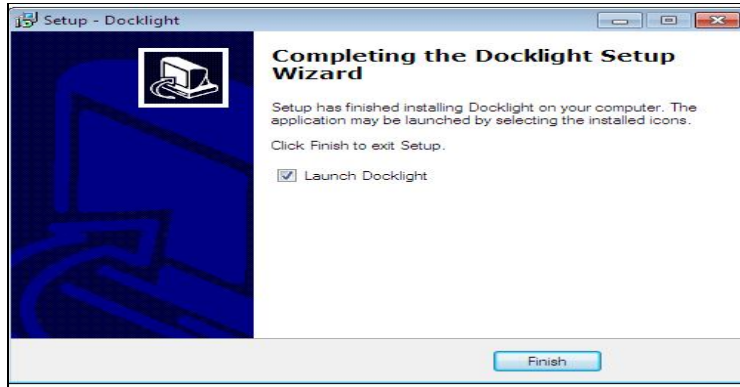 Setup - Docklight
Completing the Docklight Setup
Wizard
Setup has finished installing Docklight on your computer. The
application may be launched by selecting the installed icons.
Click Finish to exit Setup.
Launch Docklight
Finish